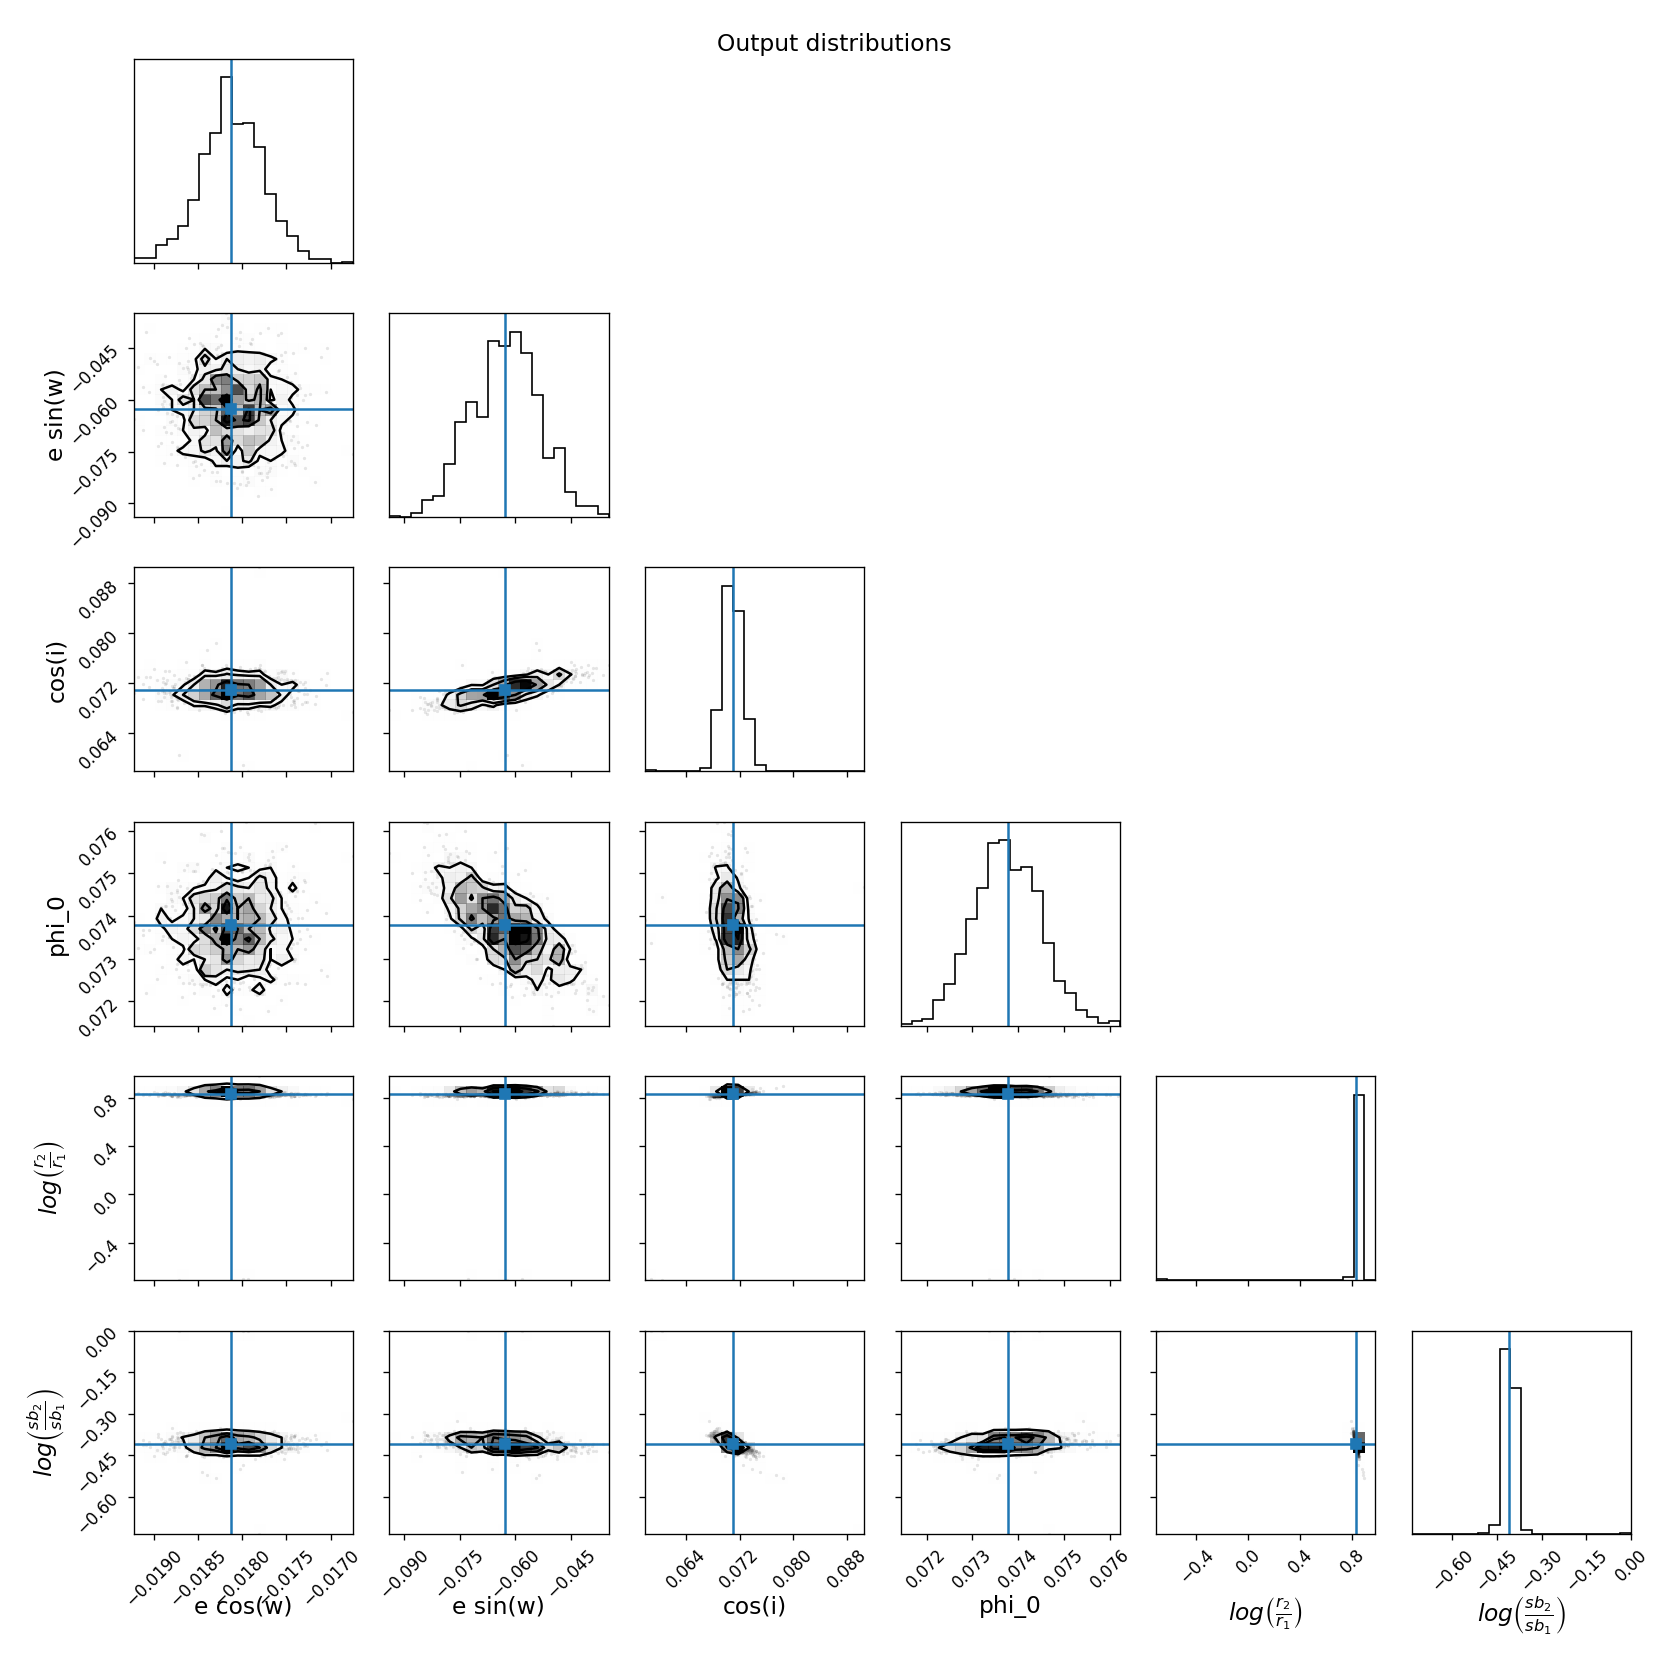 Output distributions
e sin(w)
−0.045
−0.060
−0.075
−0.090
cos(i)
0.088
0.080
0.072
0.064
phi_0
0.076
0.075
0.074
0.073
0.072
log(r₂/r₁)
0.8
0.4
0.0
−0.4
log(sb₂/sb₁)
0.00
−0.15
−0.30
−0.45
−0.60
−0.0190 −0.0185 −0.0180 −0.0175 −0.0170 −0.090 −0.075 −0.060 −0.045 0.064 0.072 0.080 0.088 0.072 0.073 0.074 0.075 0.076 −0.4 0.0 0.4 0.8 −0.60 −0.45 −0.30 −0.15 0.00
e cos(w) e sin(w) cos(i) phi_0 log(r₂/r₁) log(sb₂/sb₁)